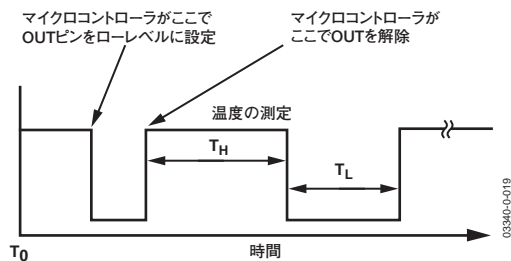 マイクロコントローラがここで
OUTピンをローレベルに設定
マイクロコントローラが
ここでOUTを解除
温度の測定
TH
TL
T0
時間
03340-0-019